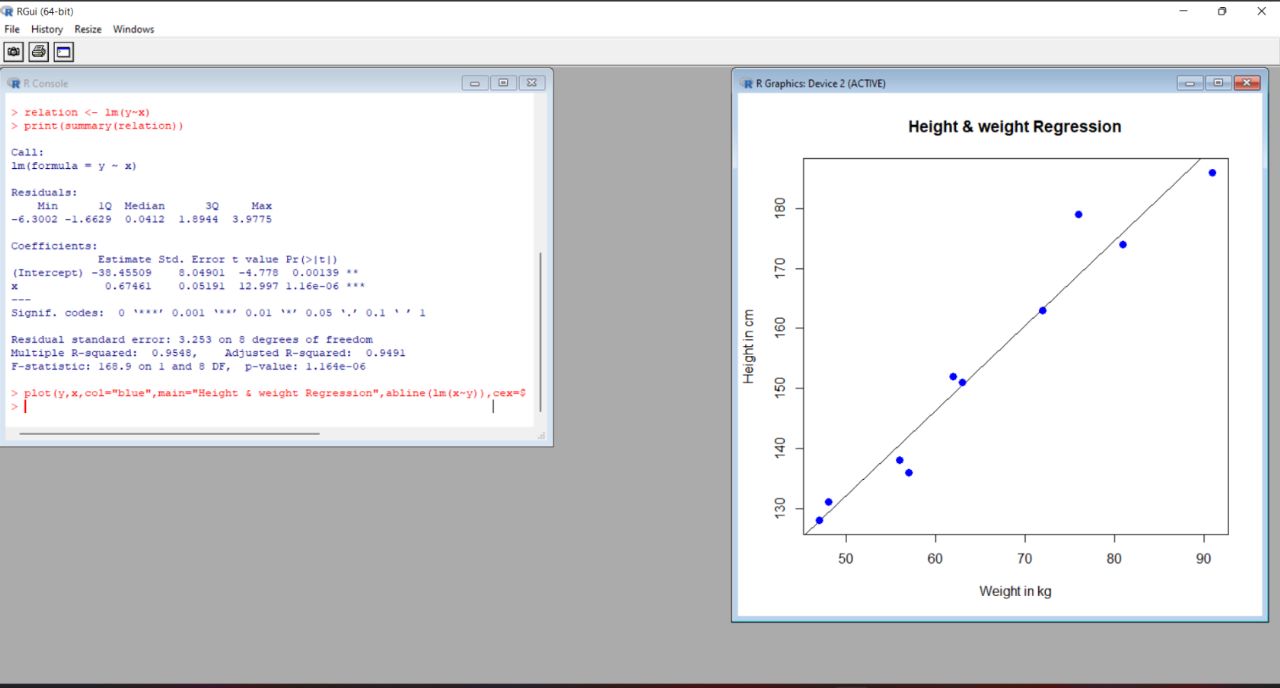 RGui (64-bit)
File History Resize Windows
R Console
> relation <- lm(y~x)
> print(summary(relation))
Call:
lm(formula = y ~ x)
Residuals:
Min 1Q Median 3Q Max
-6.3002 -1.6629 0.0412 1.8944 3.9775
Coefficients:
Estimate Std. Error t value Pr(>|t|)
(Intercept) -38.45509 8.04901 -4.778 0.00139 **
x 0.67461 0.05191 12.997 1.16e-06 ***
---
Signif. codes: 0 ‘***’ 0.001 ‘**’ 0.01 ‘*’ 0.05 ‘.’ 0.1 ‘ ’ 1
Residual standard error: 3.253 on 8 degrees of freedom
Multiple R-squared: 0.9548, Adjusted R-squared: 0.9491
F-statistic: 168.9 on 1 and 8 DF, p-value: 1.164e-06
> plot(y,x,col="blue",main="Height & weight Regression",abline(lm(x~y)),cex=$
>
R Graphics: Device 2 (ACTIVE)
Height & weight Regression
Height in cm
180
170
160
150
140
130
50 60 70 80 90
Weight in kg